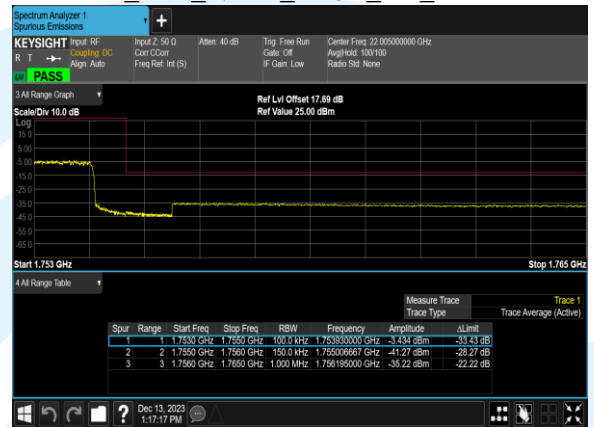 Spectrum Analyzer 1
Spurious Emissions
+
KEYSIGHT Input: RF Input Z: 50 Ω Atten: 40 dB Trig: Free Run Center Freq: 22.005000000 GHz
R T Coupling: DC Corr CCorr Gate: Off Avg|Hold: 100/100
Align: Auto Freq Ref: Int (S) IF Gain: Low Radio Std: None
LV PASS
3 All Range Graph
Ref Lvl Offset 17.69 dB
Scale/Div 10.0 dB Ref Value 25.00 dBm
Log
15.0
5.00
-5.00
-15.0
-25.0
-35.0
-45.0
-55.0
-65.0
Start 1.753 GHz Stop 1.765 GHz
4 All Range Table
Measure Trace Trace 1
Trace Type Trace Average (Active)
Spur Range Start Freq Stop Freq RBW Frequency Amplitude ΔLimit
1 1 1.7530 GHz 1.7550 GHz 100.0 kHz 1.753930000 GHz -3.434 dBm -33.43 dB
2 2 1.7550 GHz 1.7560 GHz 150.0 kHz 1.755006667 GHz -41.27 dBm -28.27 dB
3 3 1.7560 GHz 1.7650 GHz 1.000 MHz 1.756195000 GHz -35.22 dBm -22.22 dB
? Dec 13, 2023
1:17:17 PM